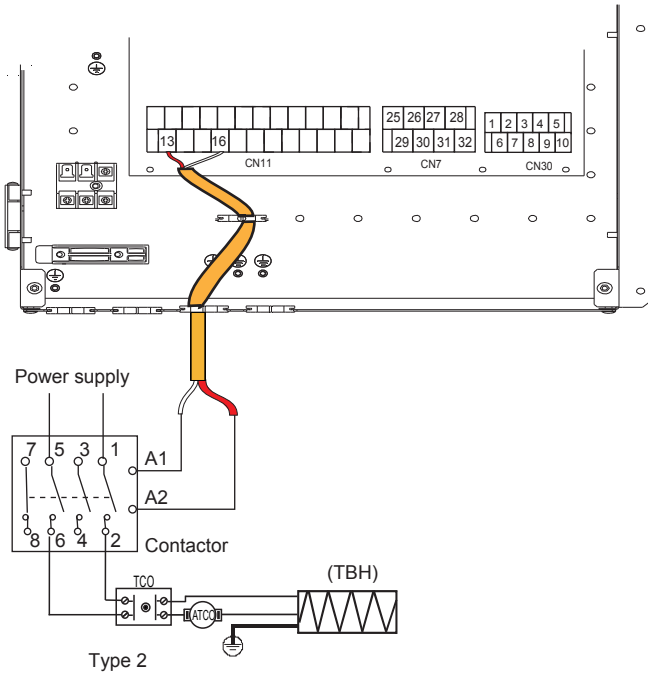 25 26 27 28
1 2 3 4 5
13 16
29 30 31 32
6 7 8 9 10
CN11
CN7
CN30
Power supply
7 5 3 1
A1
A2
8 6 4 2
Contactor
TCO
(TBH)
ATCO
Type 2